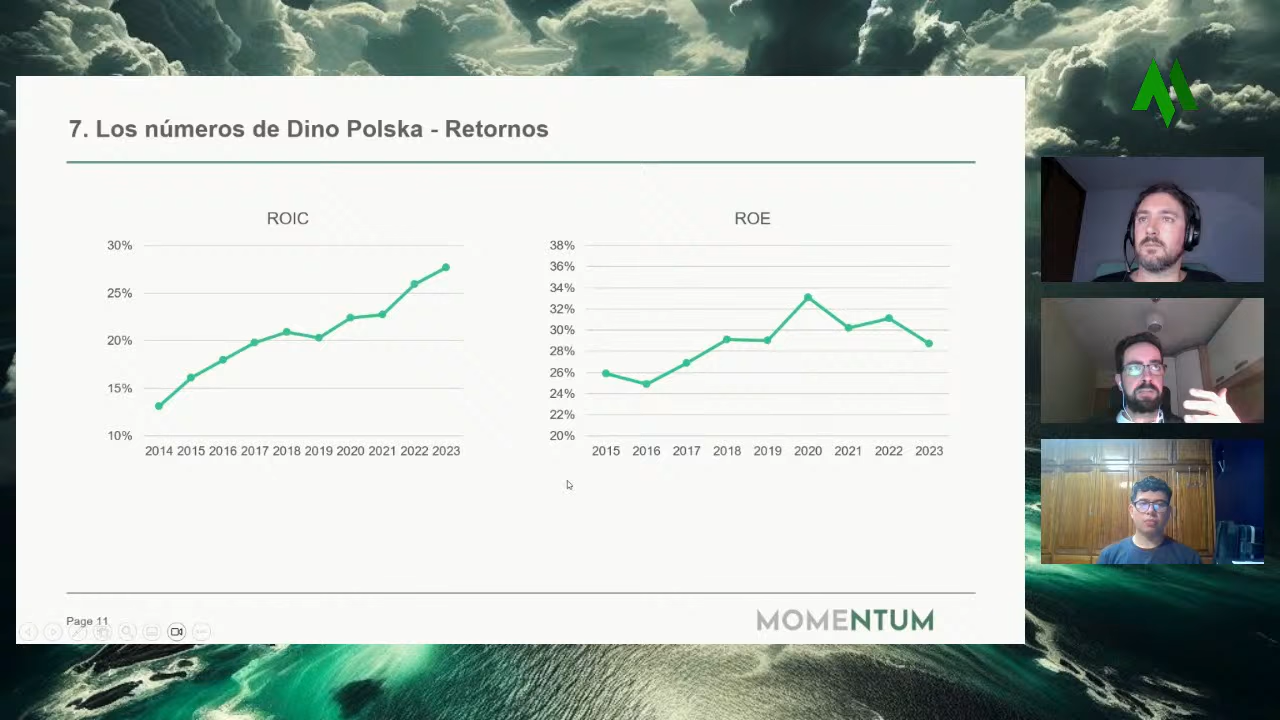 7. Los números de Dino Polska - Retornos
ROIC
30%
25%
20%
15%
10%
2014 2015 2016 2017 2018 2019 2020 2021 2022 2023
ROE
38%
36%
34%
32%
30%
28%
26%
24%
22%
20%
2015 2016 2017 2018 2019 2020 2021 2022 2023
Page 11
MOMENTUM